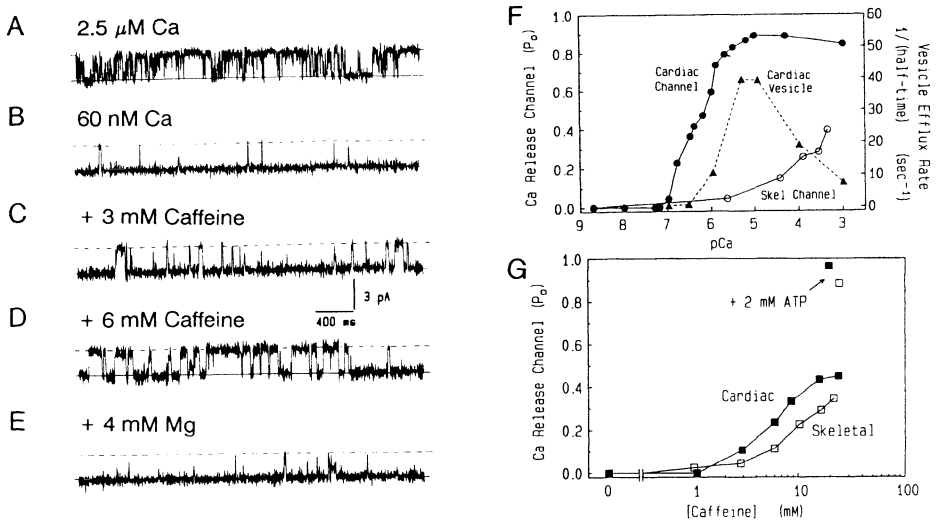 A
2.5 μM Ca
B
60 nM Ca
C
+ 3 mM Caffeine
3 pA
400 ms
D
+ 6 mM Caffeine
E
+ 4 mM Mg
F
Ca Release Channel (Po)
1.0
0.8
0.6
0.4
0.2
0.0
Cardiac
Channel
Cardiac
Vesicle
Skel Channel
60
50
40
30
20
10
0
Vesicle Efflux Rate
1/(half-time) (sec⁻¹)
9 8 7 6 5 4 3
pCa
G
Ca Release Channel (Po)
1.0
0.8
0.6
0.4
0.2
0.0
+ 2 mM ATP
Cardiac
Skeletal
0 1 10 100
[Caffeine] (mM)